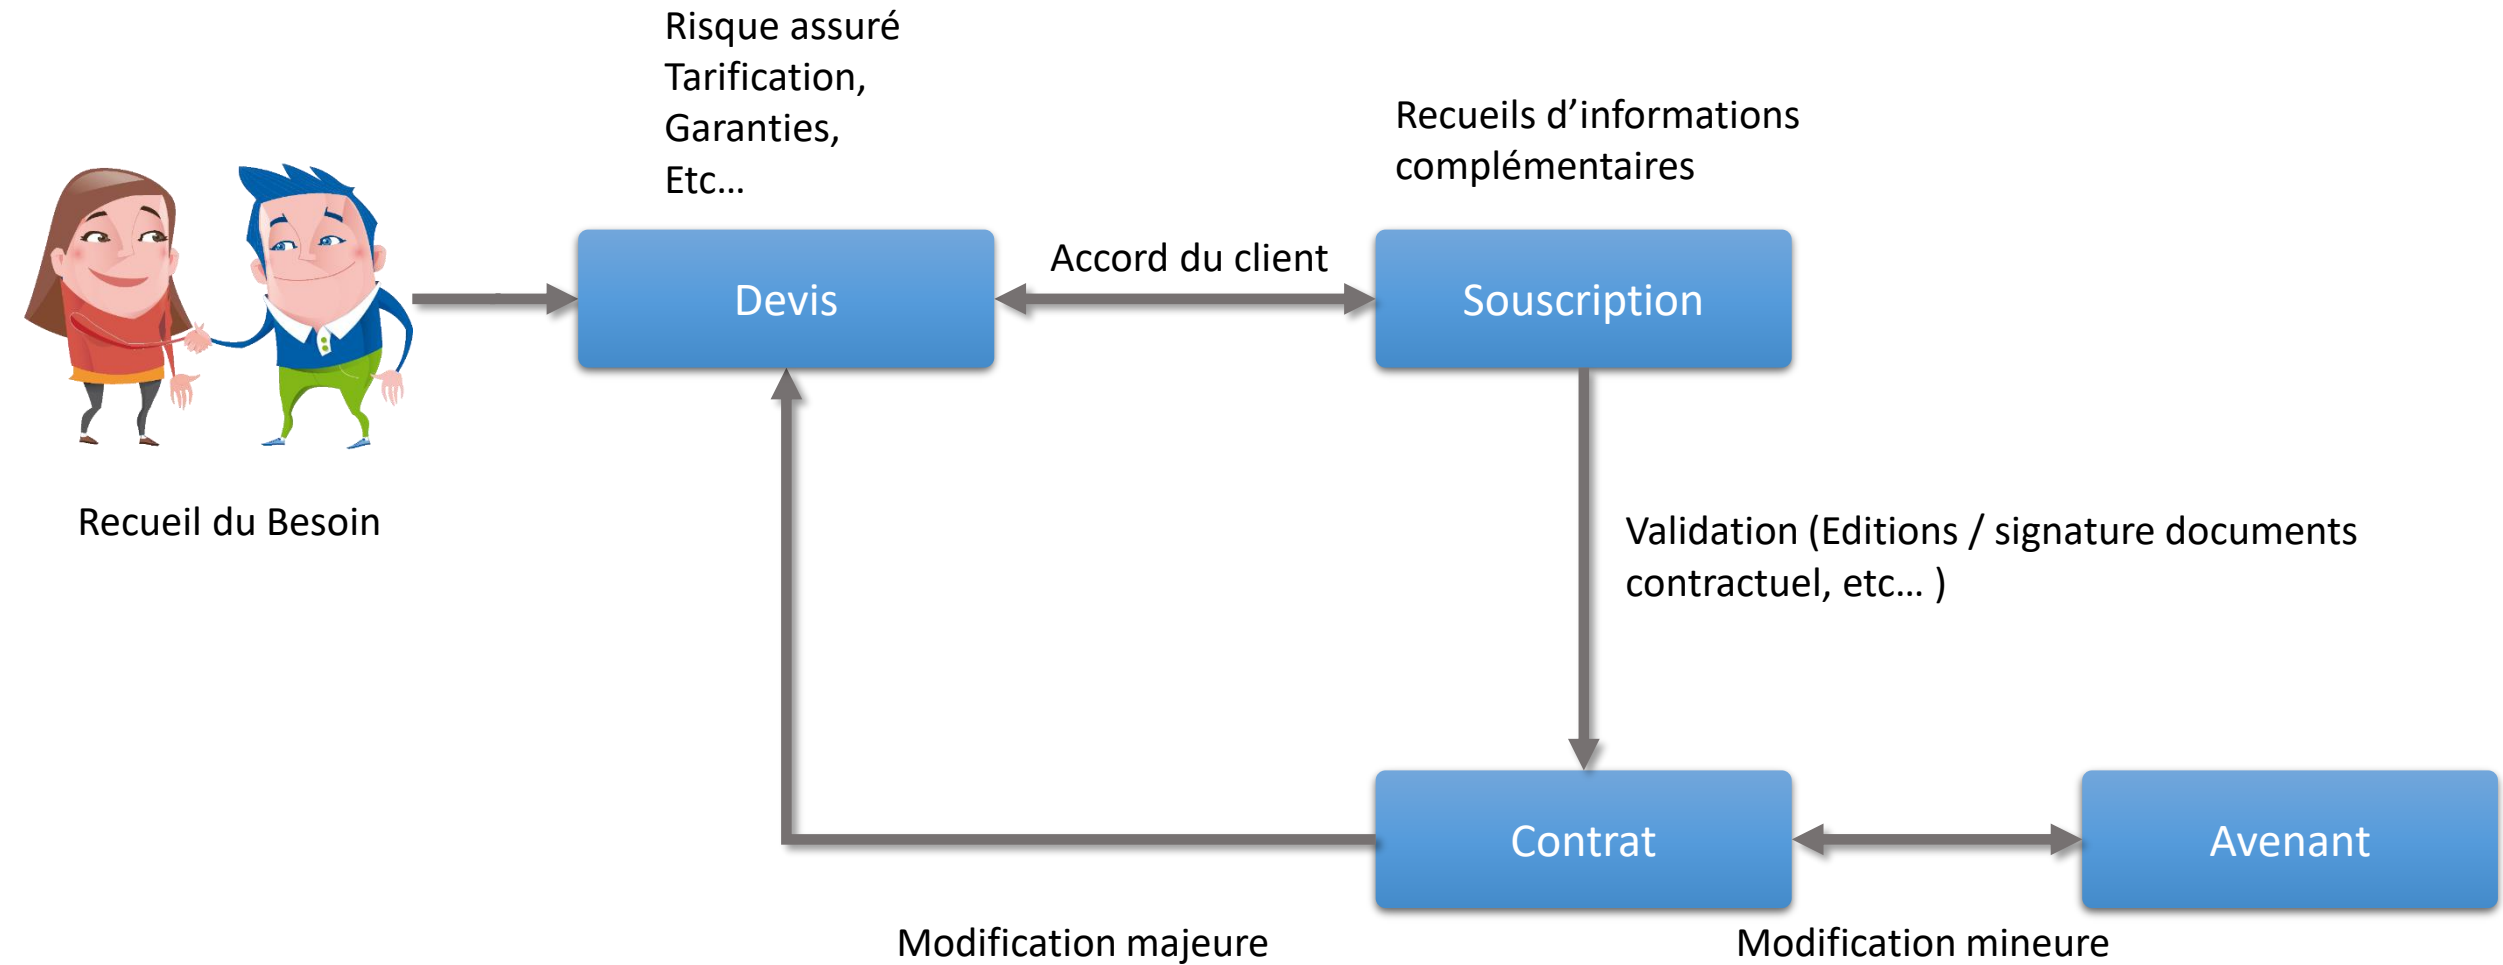 Risque assuré
Tarification,
Garanties,
Etc…
Recueils d’informations
complémentaires
Accord du client
Devis
Souscription
Recueil du Besoin
Validation (Editions / signature documents
contractuel, etc… )
Contrat
Avenant
Modification majeure
Modification mineure